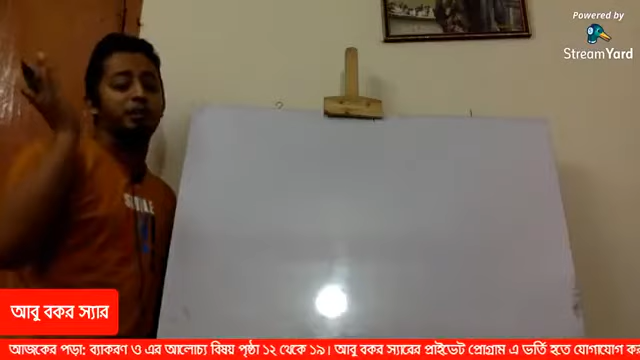 Powered by
StreamYard
আবু বকর স্যার
আজকের পড়া: ব্যাকরণ ও এর আলোচ্য বিষয় পৃষ্ঠা ১২ থেকে ১৯। আবু বকর স্যারের প্রাইভেট প্রোগ্রাম এ ভর্তি হতে যোগাযোগ